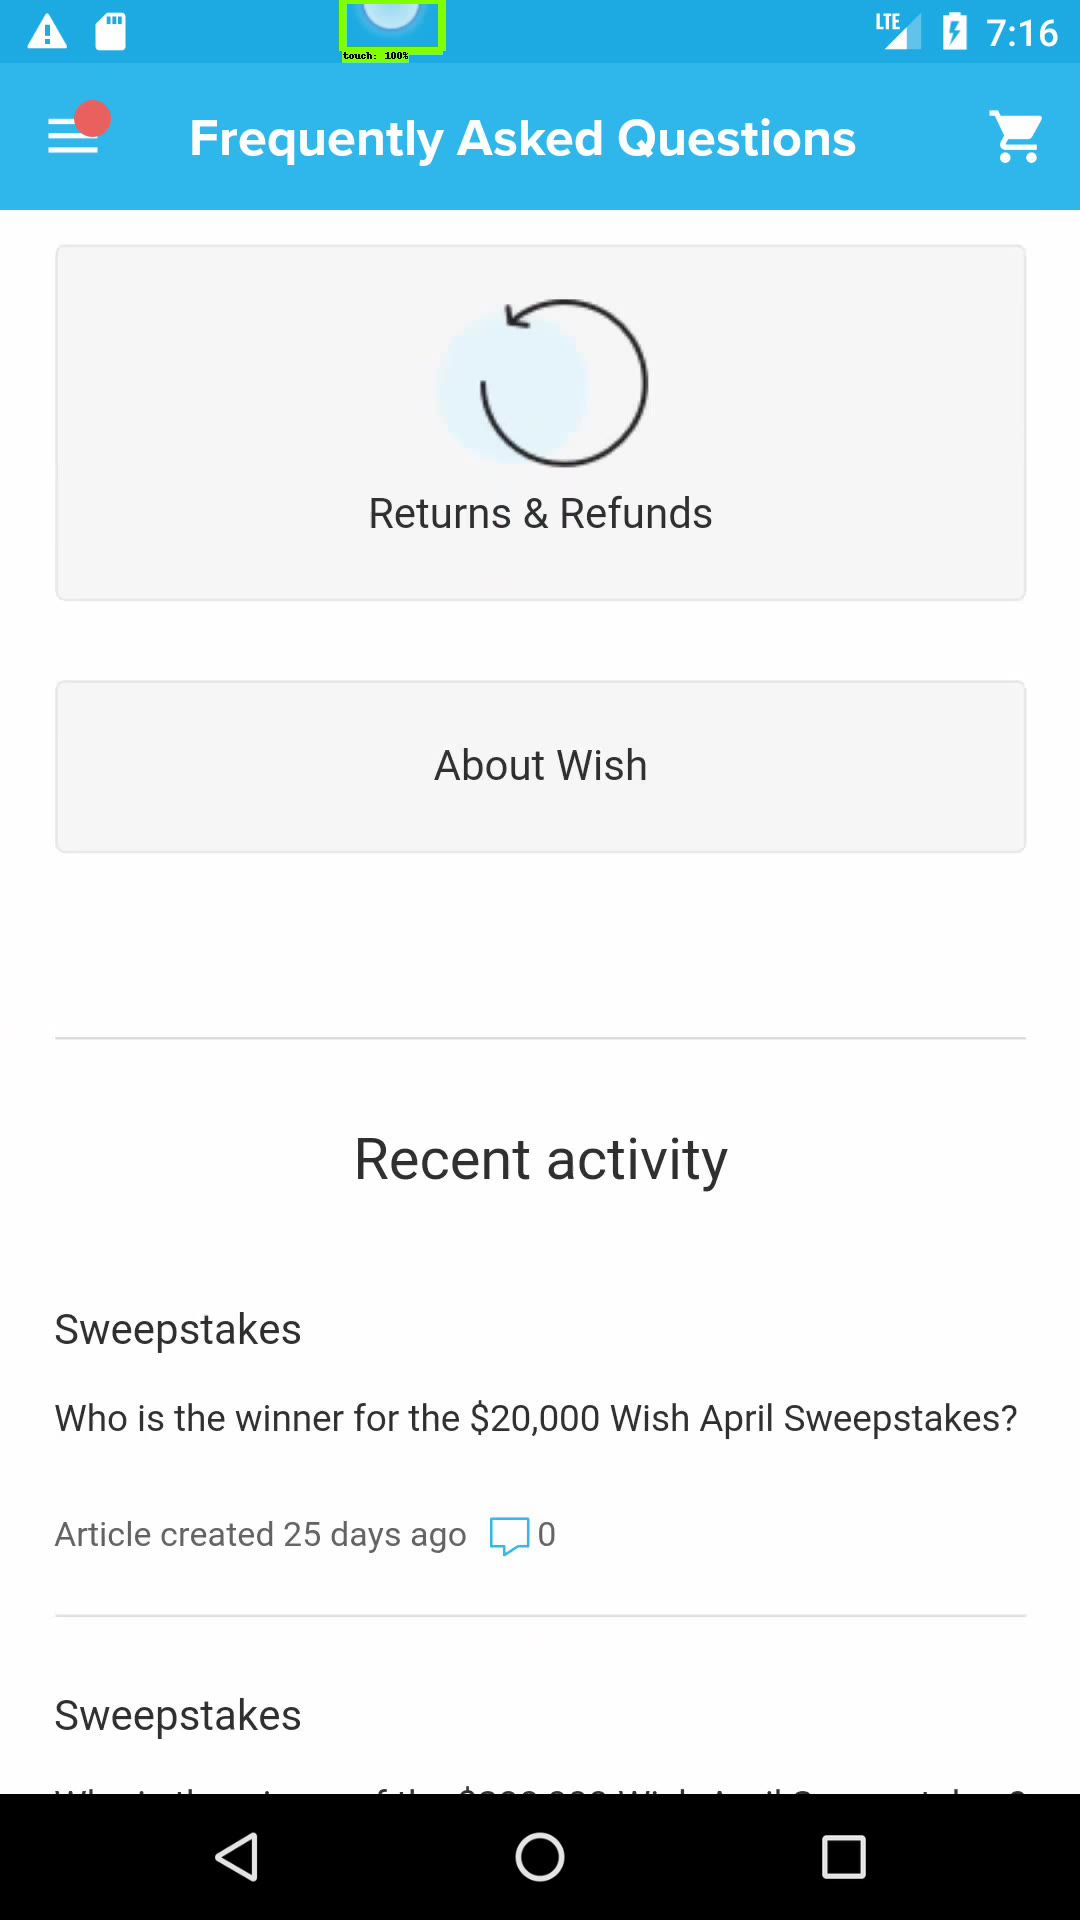 touch: 100%
LTE 7:16
Frequently Asked Questions
Returns & Refunds
About Wish
Recent activity
Sweepstakes
Who is the winner for the $20,000 Wish April Sweepstakes?
Article created 25 days ago 0
Sweepstakes